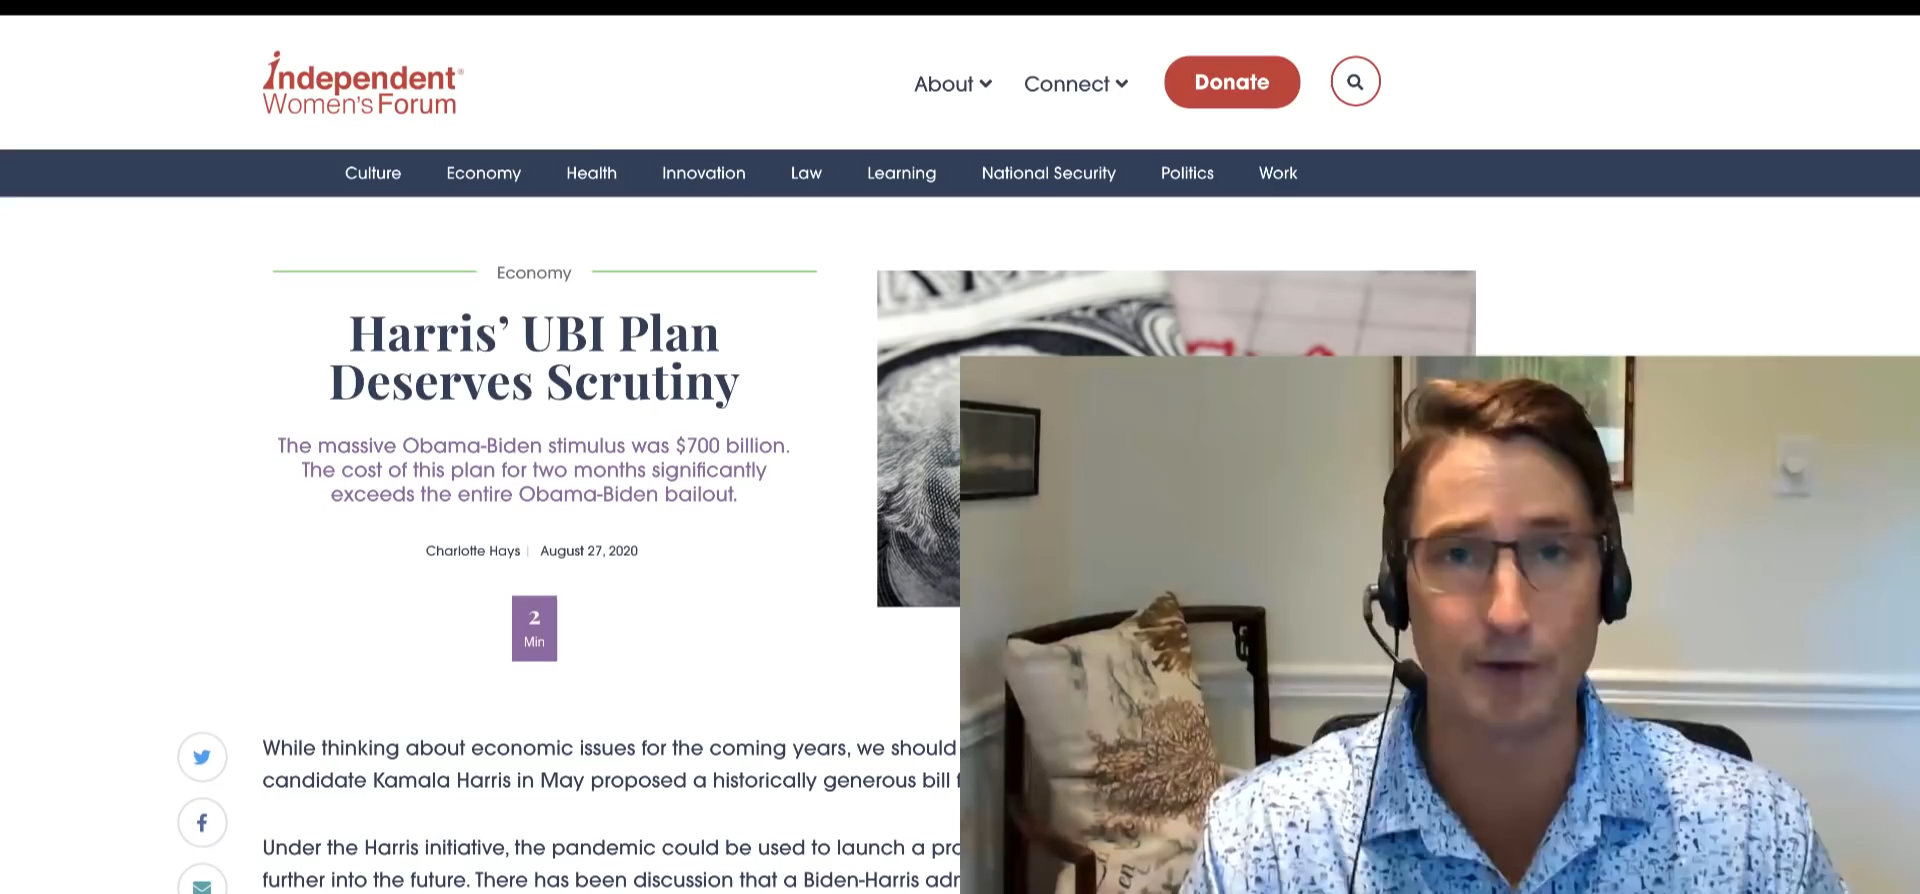 independent
Women's Forum
About
Connect
Donate
Culture
Economy
Health
Innovation
Law
Learning
National Security
Politics
Work
Economy
Harris' UBI Plan
Deserves Scrutiny
The massive Obama-Biden stimulus was $700 billion.
The cost of this plan for two months significantly
exceeds the entire Obama-Biden bailout.
Charlotte Hays | August 27, 2020
2
Min
While thinking about economic issues for the coming years, we should
candidate Kamala Harris in May proposed a historically generous bill
Under the Harris initiative, the pandemic could be used to launch a
further into the future. There has been discussion that a Biden-Harris